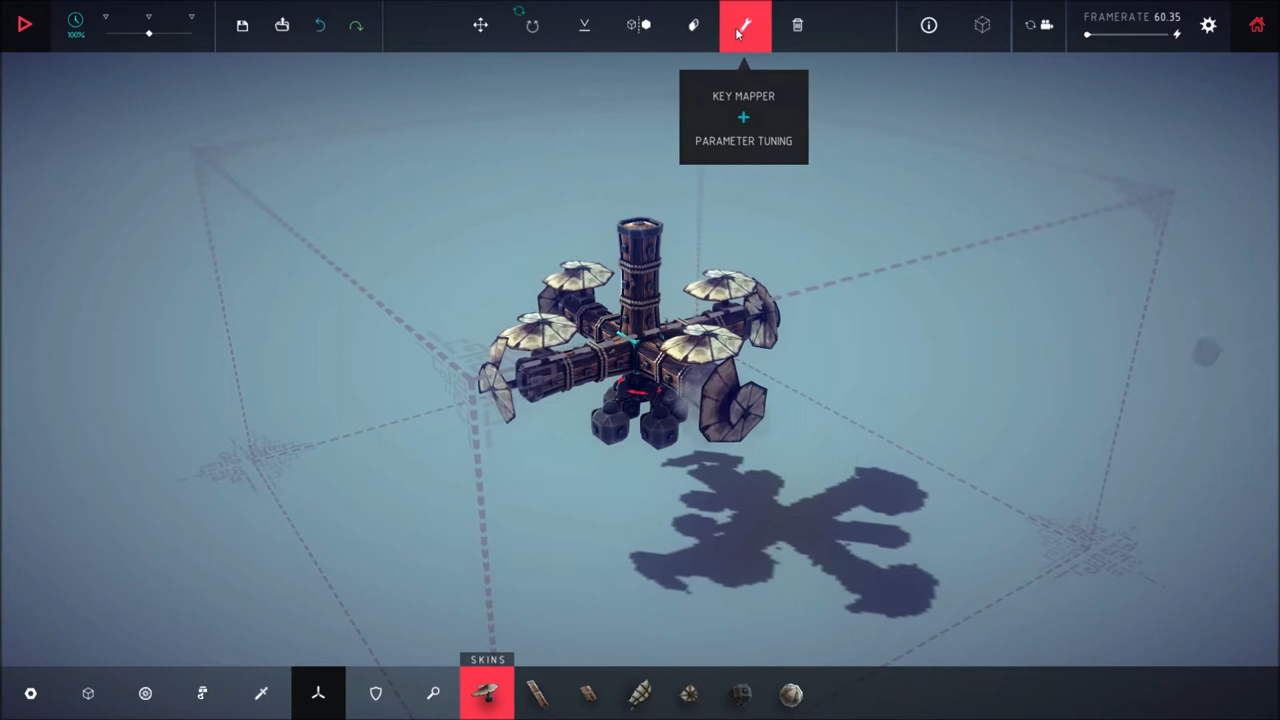 100%
FRAMERATE 60.35
KEY MAPPER
+
PARAMETER TUNING
SKINS